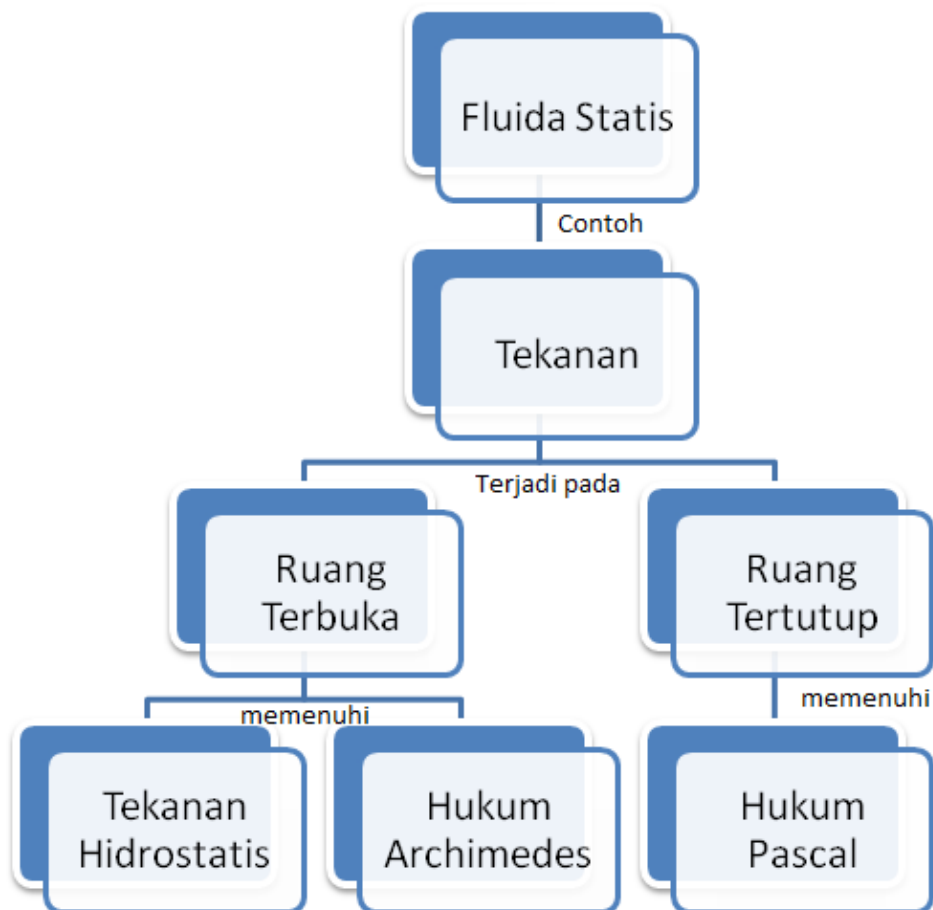 Fluida Statis
Contoh
Tekanan
Terjadi pada
Ruang
Terbuka
Ruang
Tertutup
memenuhi
memenuhi
Tekanan
Hidrostatis
Hukum
Archimedes
Hukum
Pascal